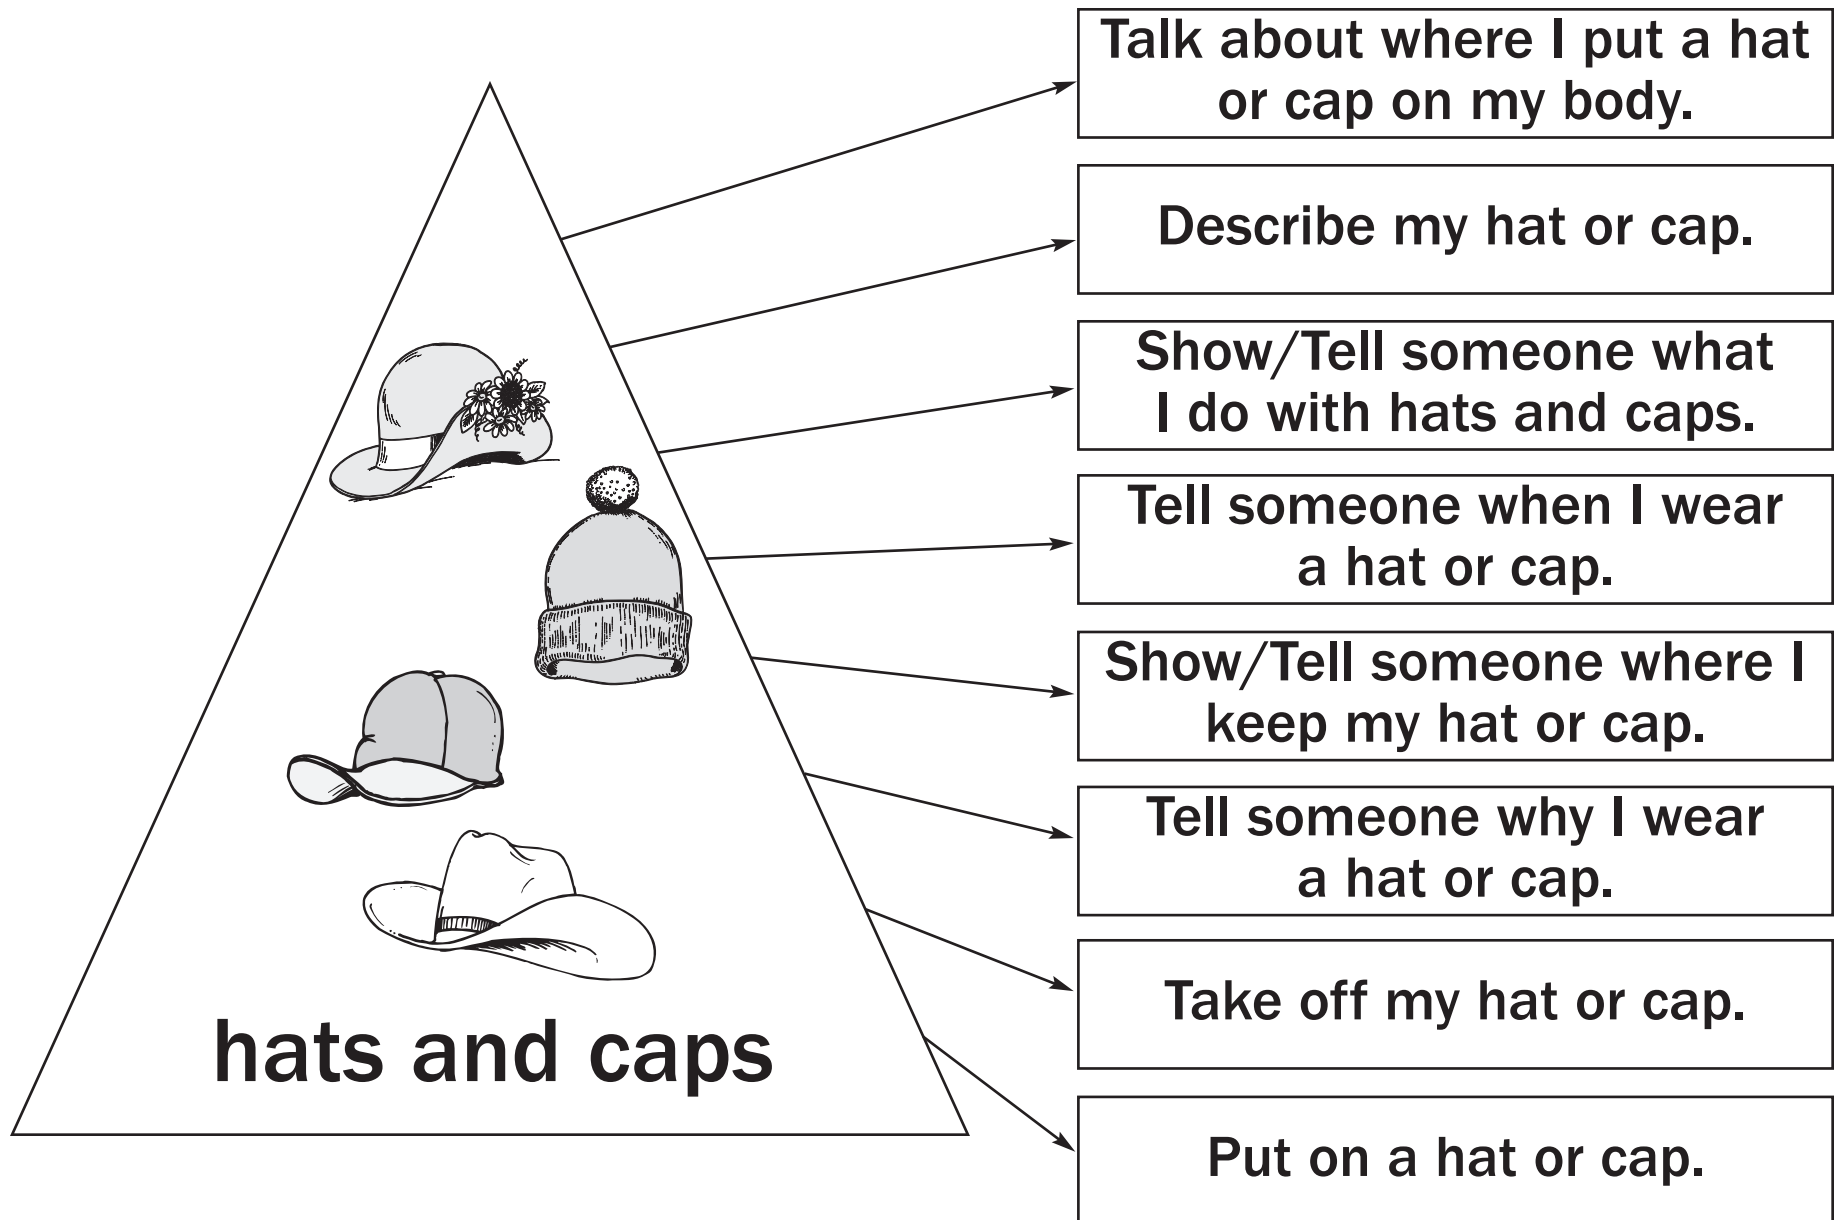 Talk about where I put a hat
or cap on my body.
Describe my hat or cap.
Show/Tell someone what
I do with hats and caps.
Tell someone when I wear
a hat or cap.
Show/Tell someone where I
keep my hat or cap.
Tell someone why I wear
a hat or cap.
Take off my hat or cap.
Put on a hat or cap.
hats and caps